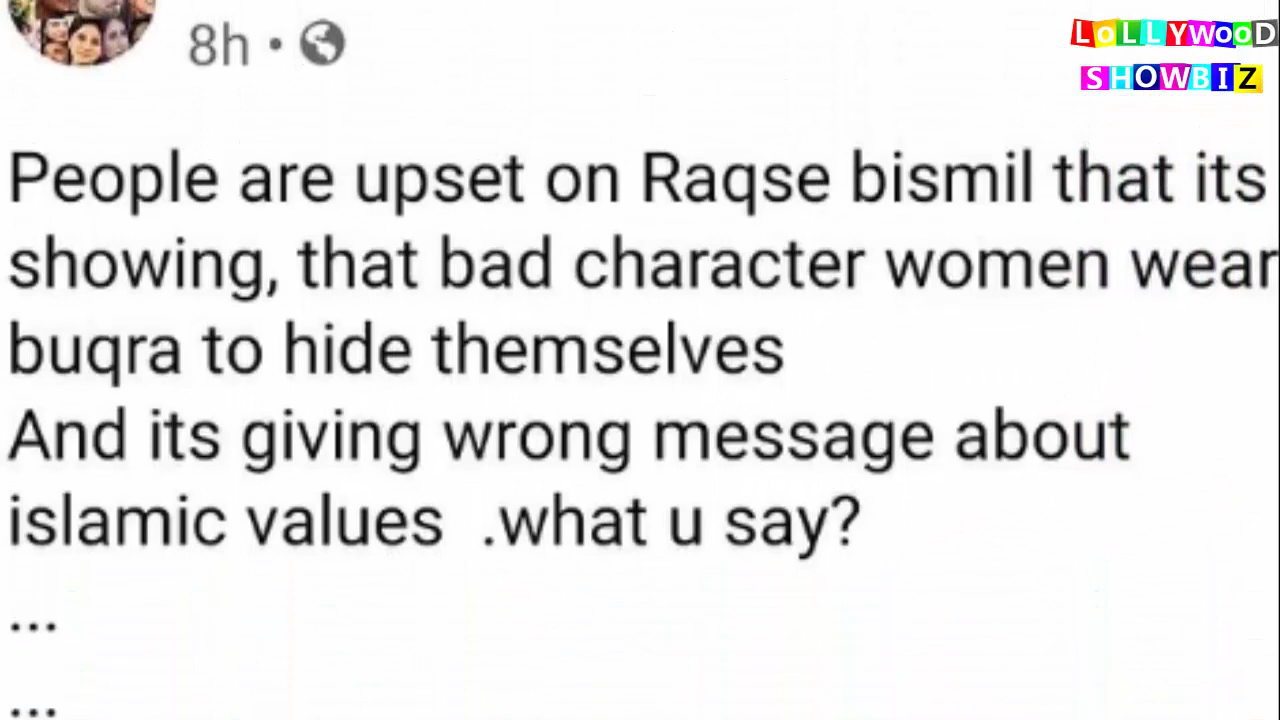 LOLLYWOOD
SHOWBIZ
8h •
People are upset on Raqse bismil that its
showing, that bad character women wear
buqra to hide themselves
And its giving wrong message about
islamic values  .what u say?
...
...